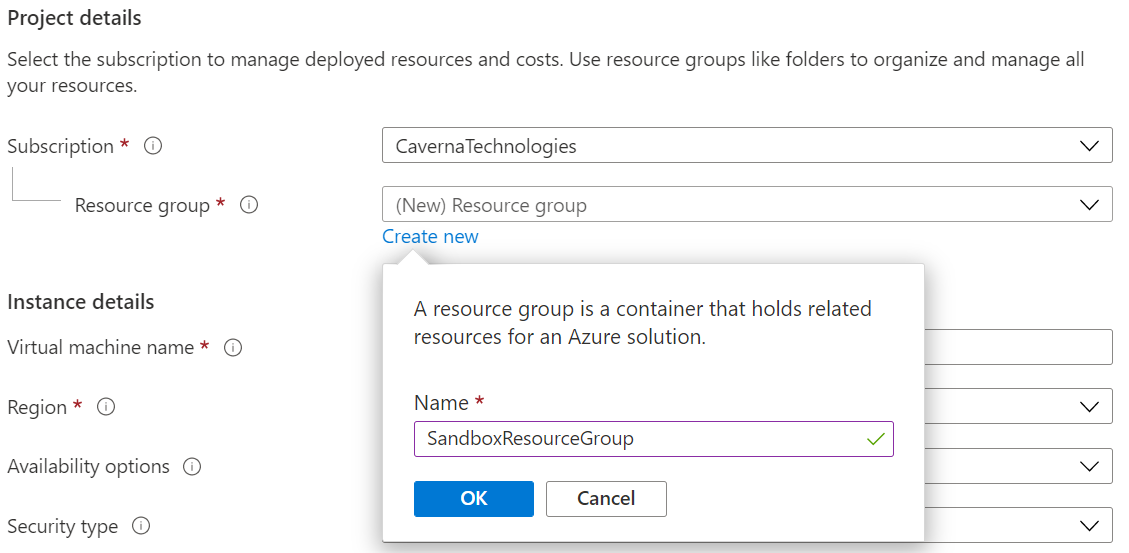 Project details
Select the subscription to manage deployed resources and costs. Use resource groups like folders to organize and manage all
your resources.
Subscription *
CavernaTechnologies
Resource group *
(New) Resource group
Create new
A resource group is a container that holds related
resources for an Azure solution.
Name *
SandboxResourceGroup
OK
Cancel
Instance details
Virtual machine name *
Region *
Availability options
Security type